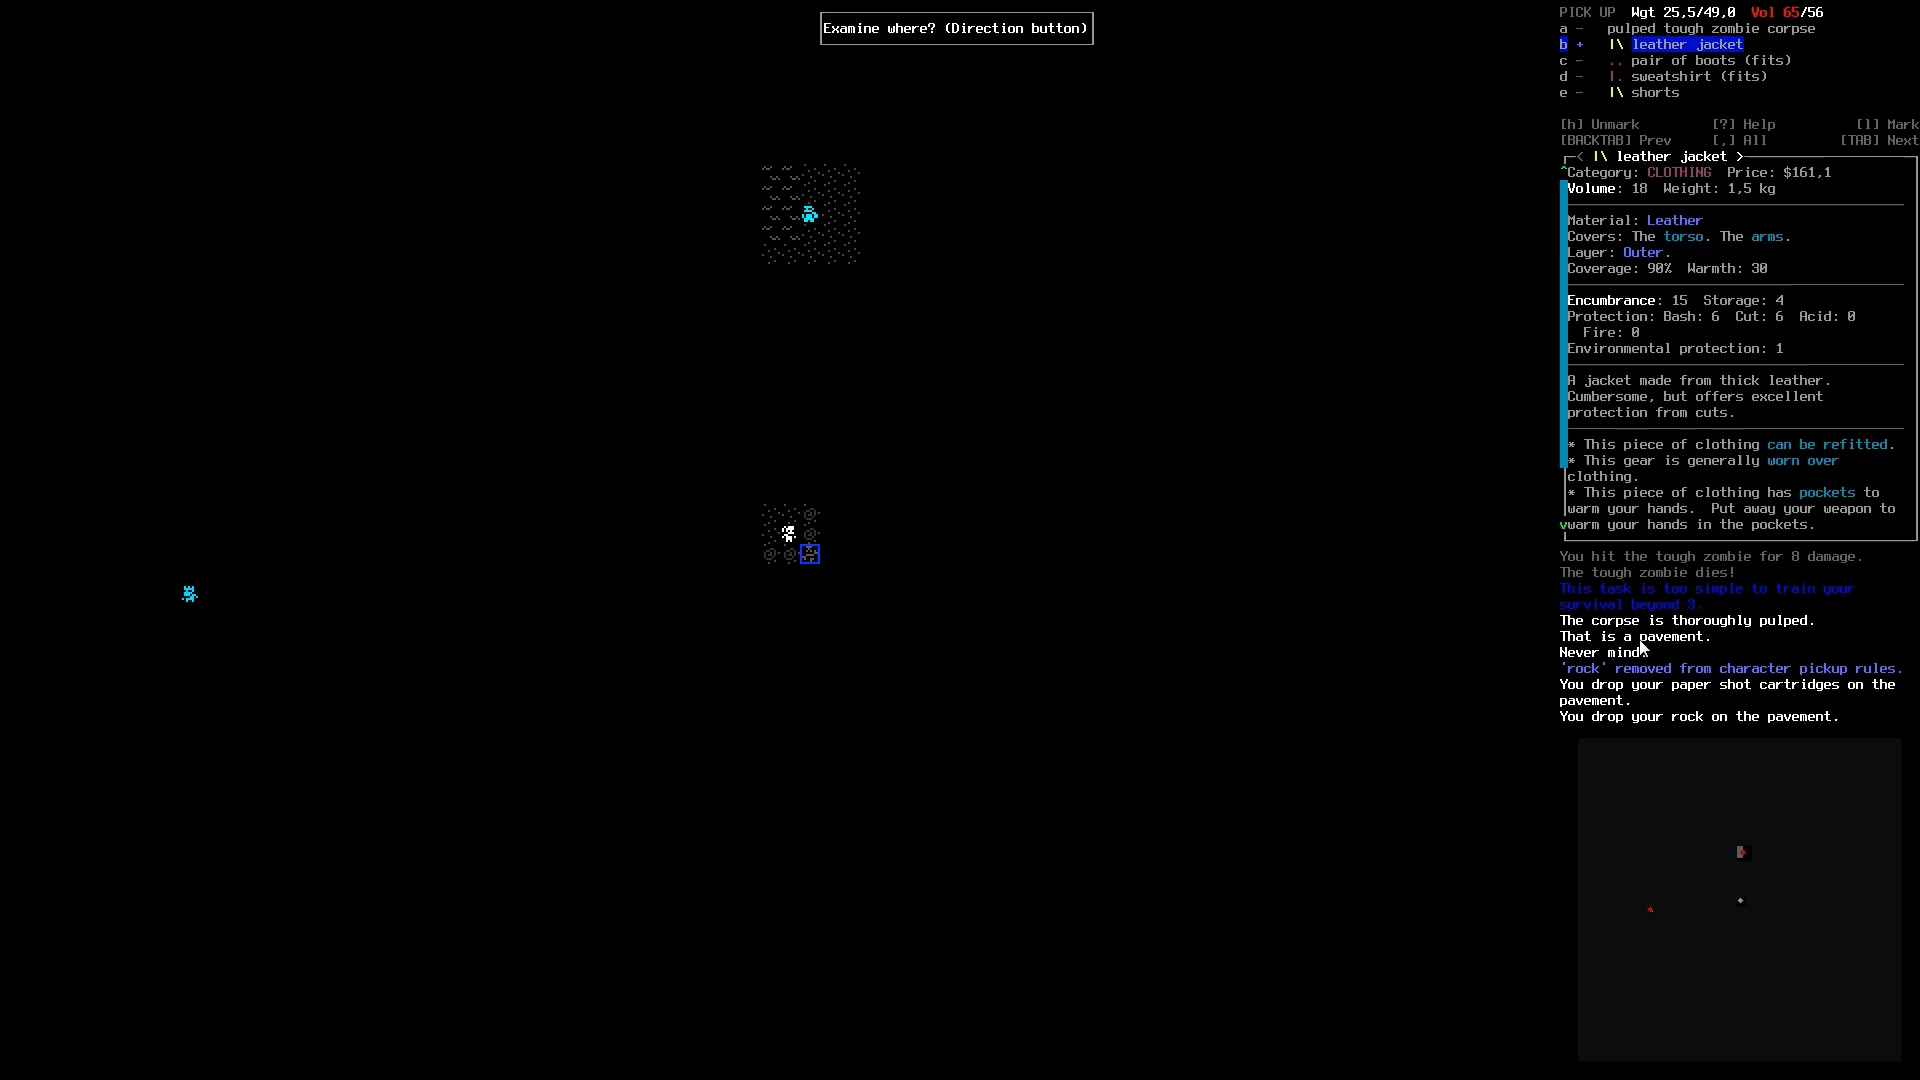 Examine where? (Direction button)
PICK UP Wgt 25,5/49,0 Vol 65/56
a - pulped tough zombie corpse
b + |\ leather jacket
c - .. pair of boots (fits)
d - |. sweatshirt (fits)
e - |\ shorts
[h] Unmark [?] Help [l] Mark
[BACKTAB] Prev [,] All [TAB] Next
< |\ leather jacket >
Category: CLOTHING Price: $161,1
Volume: 18 Weight: 1,5 kg
Material: Leather
Covers: The torso. The arms.
Layer: Outer.
Coverage: 90% Warmth: 30
Encumbrance: 15 Storage: 4
Protection: Bash: 6 Cut: 6 Acid: 0
Fire: 0
Environmental protection: 1
A jacket made from thick leather.
Cumbersome, but offers excellent
protection from cuts.
* This piece of clothing can be refitted.
* This gear is generally worn over
clothing.
* This piece of clothing has pockets to
warm your hands. Put away your weapon to
warm your hands in the pockets.
You hit the tough zombie for 8 damage.
The tough zombie dies!
This task is too simple to train your
survival beyond 3.
The corpse is thoroughly pulped.
That is a pavement.
Never mind.
'rock' removed from character pickup rules.
You drop your paper shot cartridges on the
pavement.
You drop your rock on the pavement.